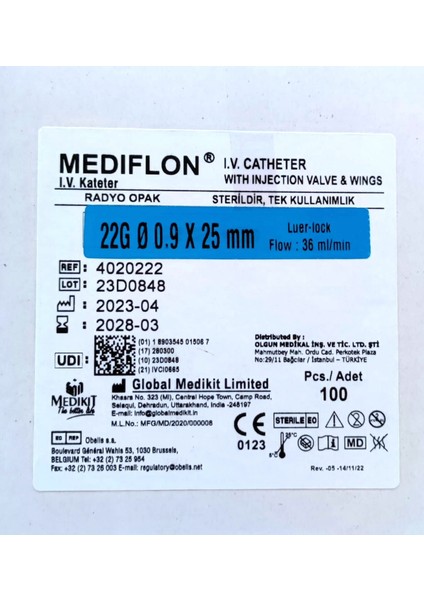 MEDIFLON® I.V. CATHETER
I.V. Kateter WITH INJECTION VALVE & WINGS
RADYO OPAK STERİLDİR, TEK KULLANIMLIK
22G Ø 0.9 X 25 mm Luer-lock
Flow : 36 ml/min
REF : 4020222
LOT : 23D0848
: 2023-04
: 2028-03
UDI :
(01) 1 8903545 01506 7
(17) 280300
(10) 23D0848
(21) IVCI0665
Distributed By :
OLGUN MEDİKAL İNŞ. VE TİC. LTD. ŞTİ
Mahmutbey Mah. Ordu Cad. Perkotek Plaza
No:29/11 Bağcılar / İstanbul – TÜRKİYE
MEDIKIT
The better life
Global Medikit Limited
Khasra No. 323 (MI), Central Hope Town, Camp Road,
Selaqui, Dehradun, Uttarakhand, India - 248197
E-mail: info@globalmedikit.in
M.L.No.: MFG/MD/2020/000008
Pcs./ Adet
100
EC REP Obelis s.a.
Boulevard Général Wahis 53, 1030 Brussels,
BELGIUM Tel: +32 (2) 73 25 954
Fax: +32 (2) 73 26 003 E-mail: regulatory@obelis.net
CE
0123
STERILE EO
MD
Rev. -05 -14/11/22